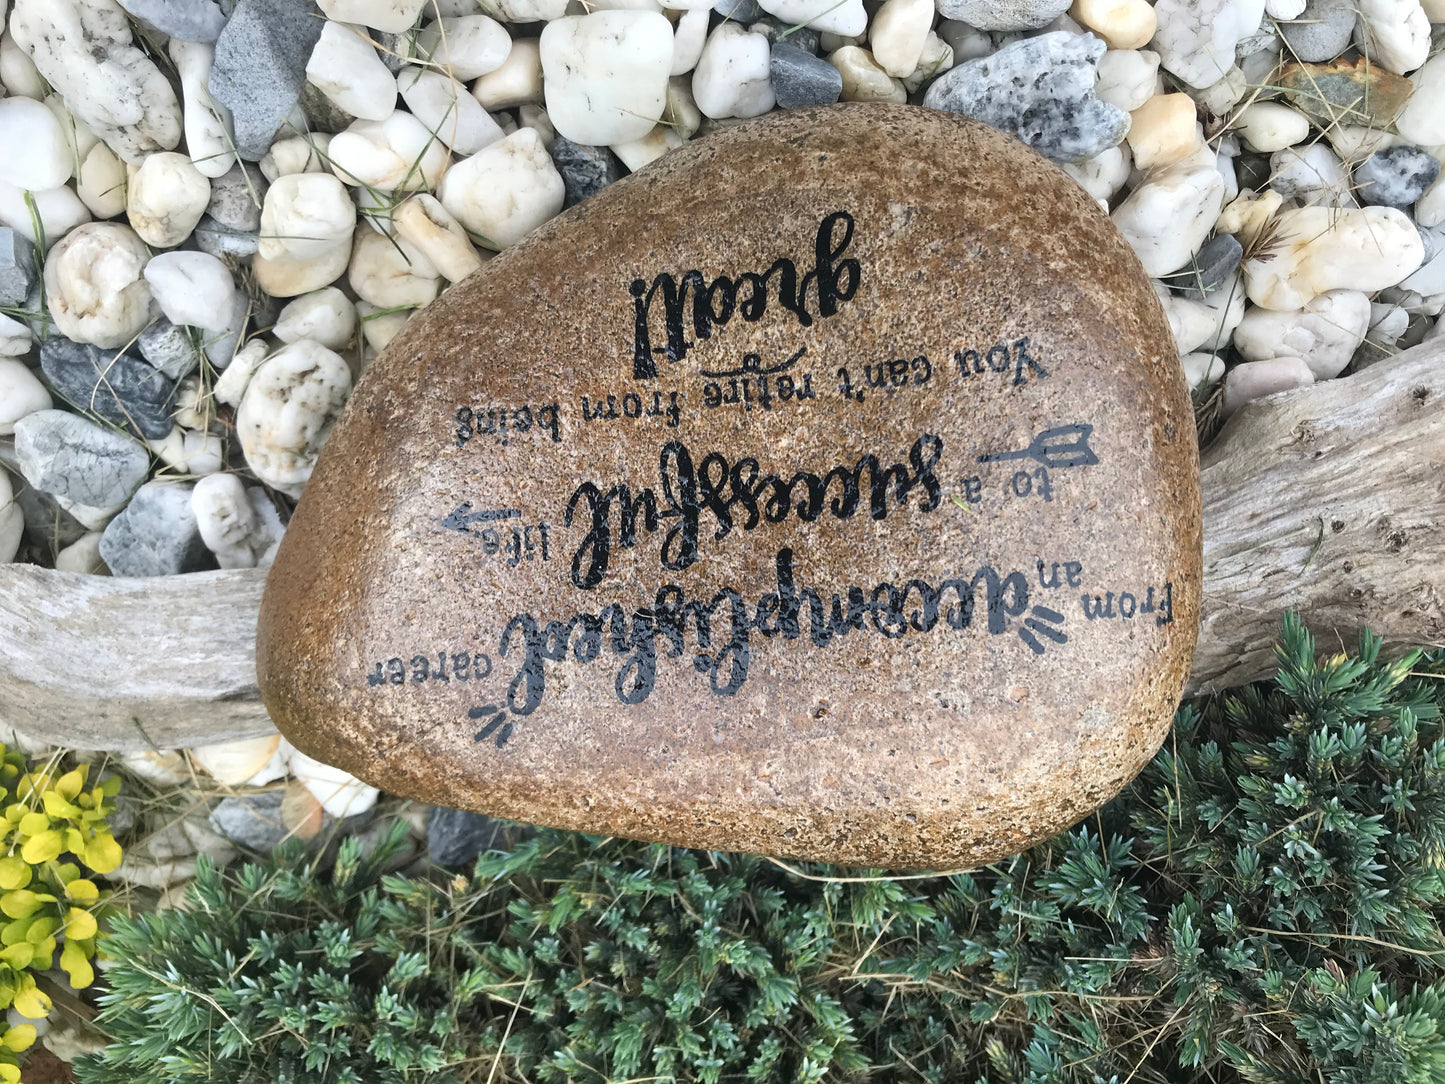 From
an accomplished career
to a successful life
You can't retire from being
great!